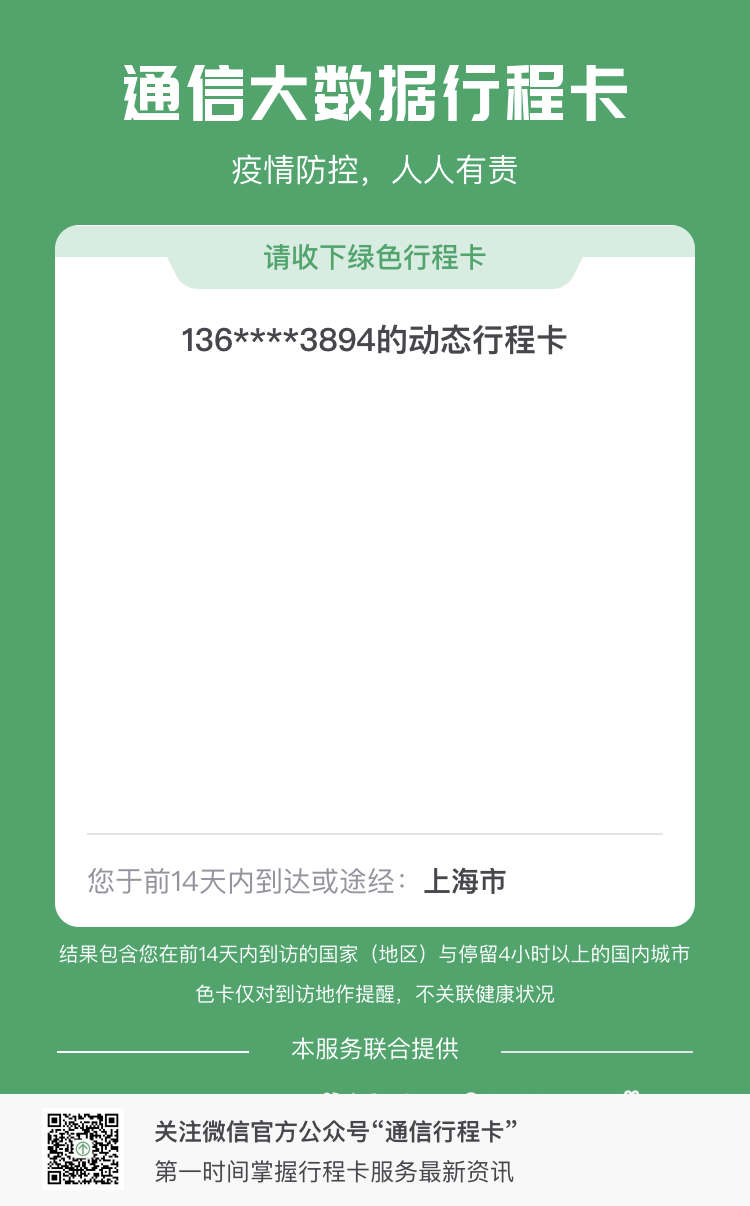 通信大数据行程卡
疫情防控，人人有责
请收下绿色行程卡
136****3894的动态行程卡
您于前14天内到达或途经：上海市
结果包含您在前14天内到访的国家（地区）与停留4小时以上的国内城市
色卡仅对到访地作提醒，不关联健康状况
本服务联合提供
关注微信官方公众号“通信行程卡”
第一时间掌握行程卡服务最新资讯